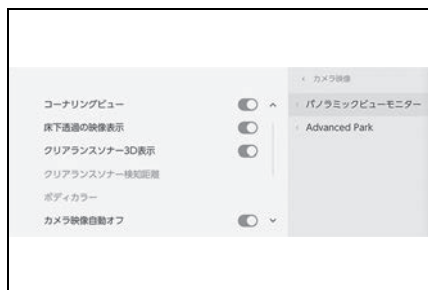 コーナリングビュー
床下透過の映像表示
クリアランスソナー3D表示
クリアランスソナー検知距離
ボディカラー
カメラ映像自動オフ
カメラ映像
パノラミックビューモニター
Advanced Park